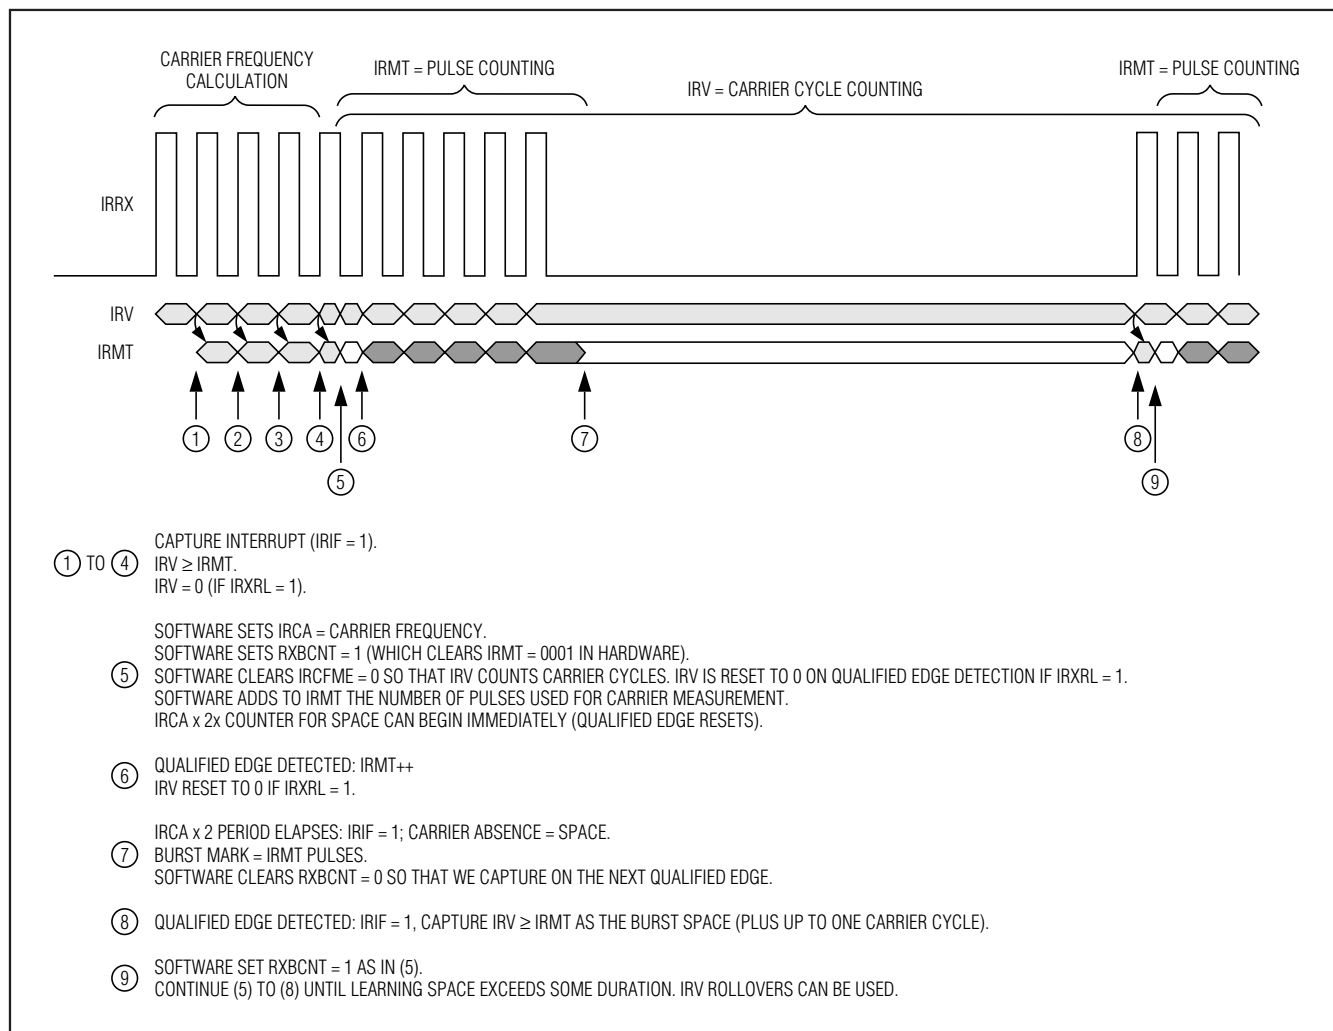 CARRIER FREQUENCY
CALCULATION
IRMT = PULSE COUNTING
IRV = CARRIER CYCLE COUNTING
IRMT = PULSE COUNTING
IRRX
IRV
IRMT
1
2
3
4
6
7
8
5
9
1 TO 4
CAPTURE INTERRUPT (IRIF = 1).
IRV ≥ IRMT.
IRV = 0 (IF IRXRL = 1).
5
SOFTWARE SETS IRCA = CARRIER FREQUENCY.
SOFTWARE SETS RXBCNT = 1 (WHICH CLEARS IRMT = 0001 IN HARDWARE).
SOFTWARE CLEARS IRCFME = 0 SO THAT IRV COUNTS CARRIER CYCLES. IRV IS RESET TO 0 ON QUALIFIED EDGE DETECTION IF IRXRL = 1.
SOFTWARE ADDS TO IRMT THE NUMBER OF PULSES USED FOR CARRIER MEASUREMENT.
IRCA x 2x COUNTER FOR SPACE CAN BEGIN IMMEDIATELY (QUALIFIED EDGE RESETS).
6
QUALIFIED EDGE DETECTED: IRMT++
IRV RESET TO 0 IF IRXRL = 1.
7
IRCA x 2 PERIOD ELAPSES: IRIF = 1; CARRIER ABSENCE = SPACE.
BURST MARK = IRMT PULSES.
SOFTWARE CLEARS RXBCNT = 0 SO THAT WE CAPTURE ON THE NEXT QUALIFIED EDGE.
8 QUALIFIED EDGE DETECTED: IRIF = 1, CAPTURE IRV ≥ IRMT AS THE BURST SPACE (PLUS UP TO ONE CARRIER CYCLE).
9
SOFTWARE SET RXBCNT = 1 AS IN (5).
CONTINUE (5) TO (8) UNTIL LEARNING SPACE EXCEEDS SOME DURATION. IRV ROLLOVERS CAN BE USED.